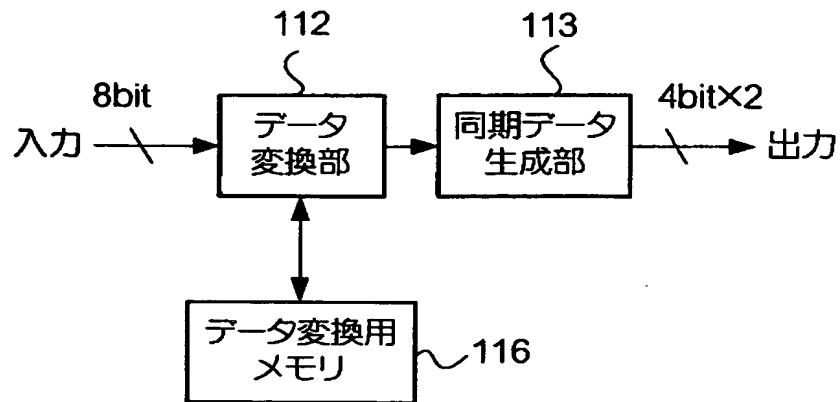 112
113
8bit
4bit×2
入力
データ
変換部
同期データ
生成部
出力
データ変換用
メモリ
116